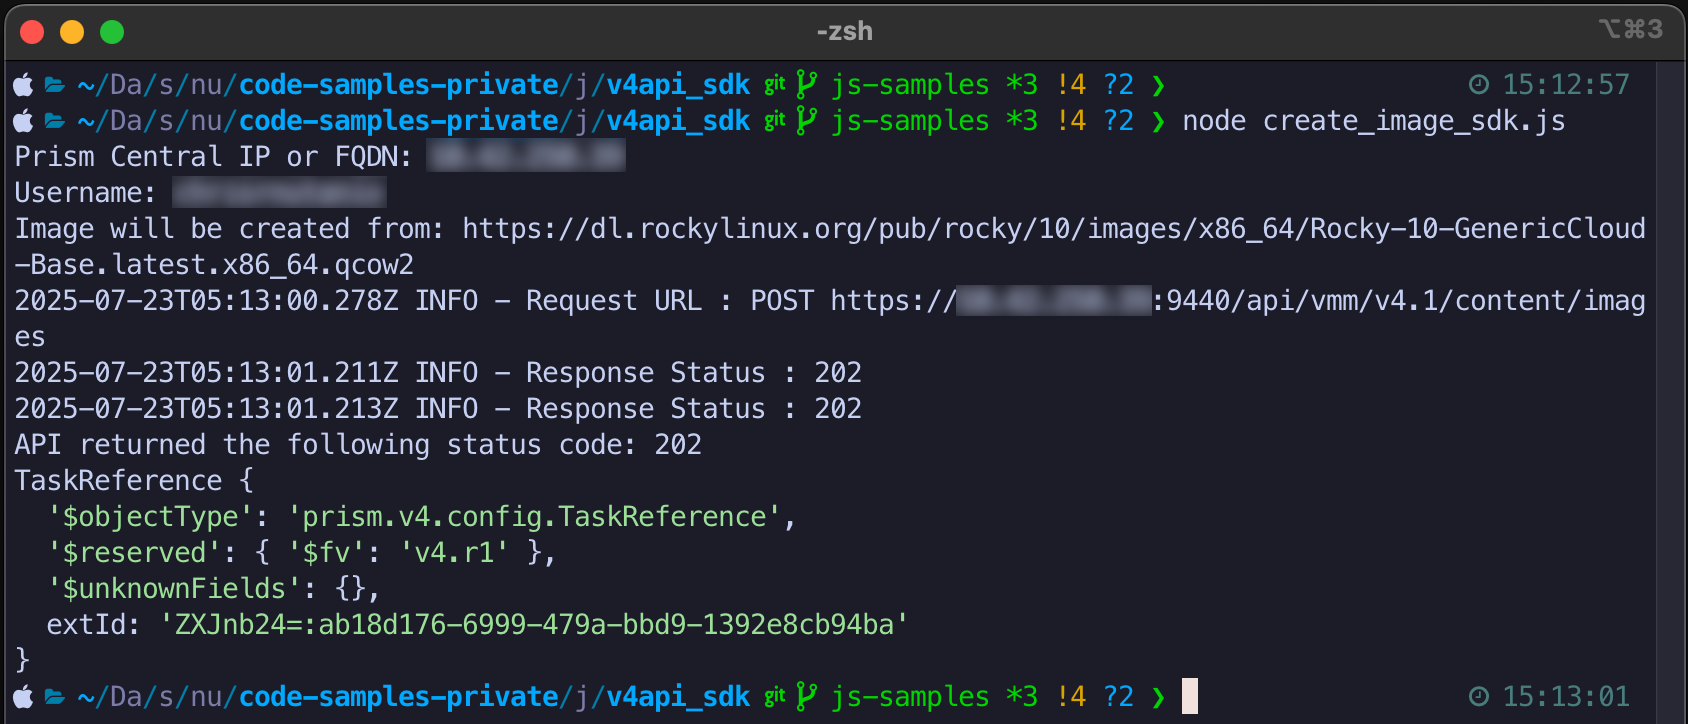 -zsh
⌥⌘3
~/Da/s/nu/code-samples-private/j/v4api_sdk git js-samples *3 !4 ?2 ❯ 15:12:57
~/Da/s/nu/code-samples-private/j/v4api_sdk git js-samples *3 !4 ?2 ❯ node create_image_sdk.js
Prism Central IP or FQDN:
Username:
Image will be created from: https://dl.rockylinux.org/pub/rocky/10/images/x86_64/Rocky-10-GenericCloud
-Base.latest.x86_64.qcow2
2025-07-23T05:13:00.278Z INFO - Request URL : POST https://:9440/api/vmm/v4.1/content/imag
es
2025-07-23T05:13:01.211Z INFO - Response Status : 202
2025-07-23T05:13:01.213Z INFO - Response Status : 202
API returned the following status code: 202
TaskReference {
  '$objectType': 'prism.v4.config.TaskReference',
  '$reserved': { '$fv': 'v4.r1' },
  '$unknownFields': {},
  extId: 'ZXJnb24=:ab18d176-6999-479a-bbd9-1392e8cb94ba'
}
~/Da/s/nu/code-samples-private/j/v4api_sdk git js-samples *3 !4 ?2 ❯ 15:13:01